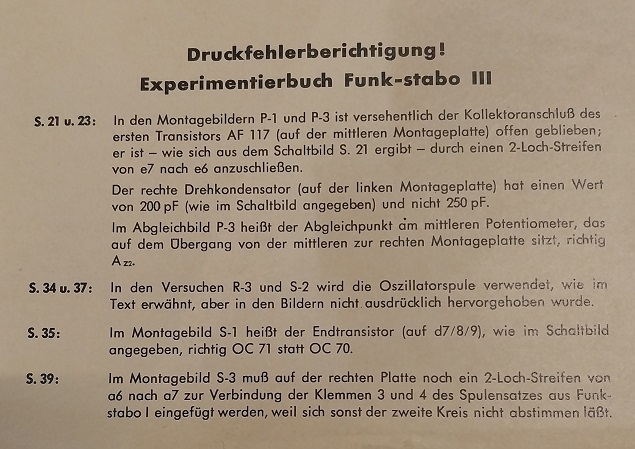 Druckfehlerberichtigung!
Experimentierbuch Funk-stabo III
S. 21 u. 23: In den Montagebildern P-1 und P-3 ist versehentlich der Kollektoranschluß des
ersten Transistors AF 117 (auf der mittleren Montageplatte) offen geblieben;
er ist – wie sich aus dem Schaltbild S. 21 ergibt – durch einen 2-Loch-Streifen
von e7 nach e6 anzuschließen.
Der rechte Drehkondensator (auf der linken Montageplatte) hat einen Wert
von 200 pF (wie im Schaltbild angegeben) und nicht 250 pF.
Im Abgleichbild P-3 heißt der Abgleichpunkt am mittleren Potentiometer, das
auf dem Übergang von der mittleren zur rechten Montageplatte sitzt, richtig
A22.
S. 34 u. 37: In den Versuchen R-3 und S-2 wird die Oszillatorspule verwendet, wie im
Text erwähnt, aber in den Bildern nicht ausdrücklich hervorgehoben wurde.
S. 35: Im Montagebild S-1 heißt der Endtransistor (auf d7/8/9), wie im Schaltbild
angegeben, richtig OC 71 statt OC 70.
S. 39: Im Montagebild S-3 muß auf der rechten Platte noch ein 2-Loch-Streifen von
a6 nach a7 zur Verbindung der Klemmen 3 und 4 des Spulensatzes aus Funk-
stabo I eingefügt werden, weil sich sonst der zweite Kreis nicht abstimmen läßt.